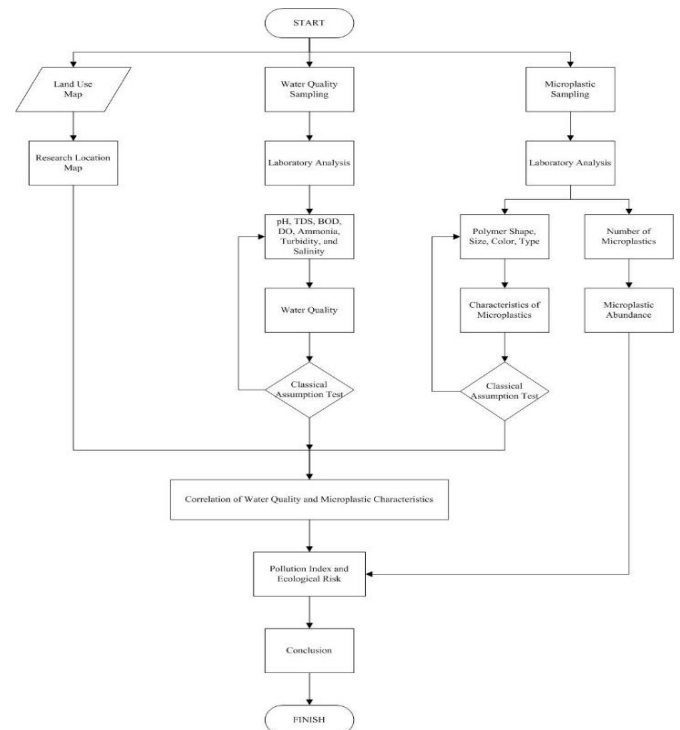 START
Land Use
Map
Water Quality
Sampling
Microplastic
Sampling
Research Location
Map
Laboratory Analysis
Laboratory Analysis
pH, TDS, BOD,
DO, Ammonia,
Turbidity, and
Salinity
Polymer Shape,
Size, Color, Type
Number of
Microplastics
Water Quality
Characteristics of
Microplastics
Microplastic
Abundance
Classical
Assumption Test
Classical
Assumption Test
Correlation of Water Quality and Microplastic Characteristics
Pollution Index and
Ecological Risk
Conclusion
FINISH